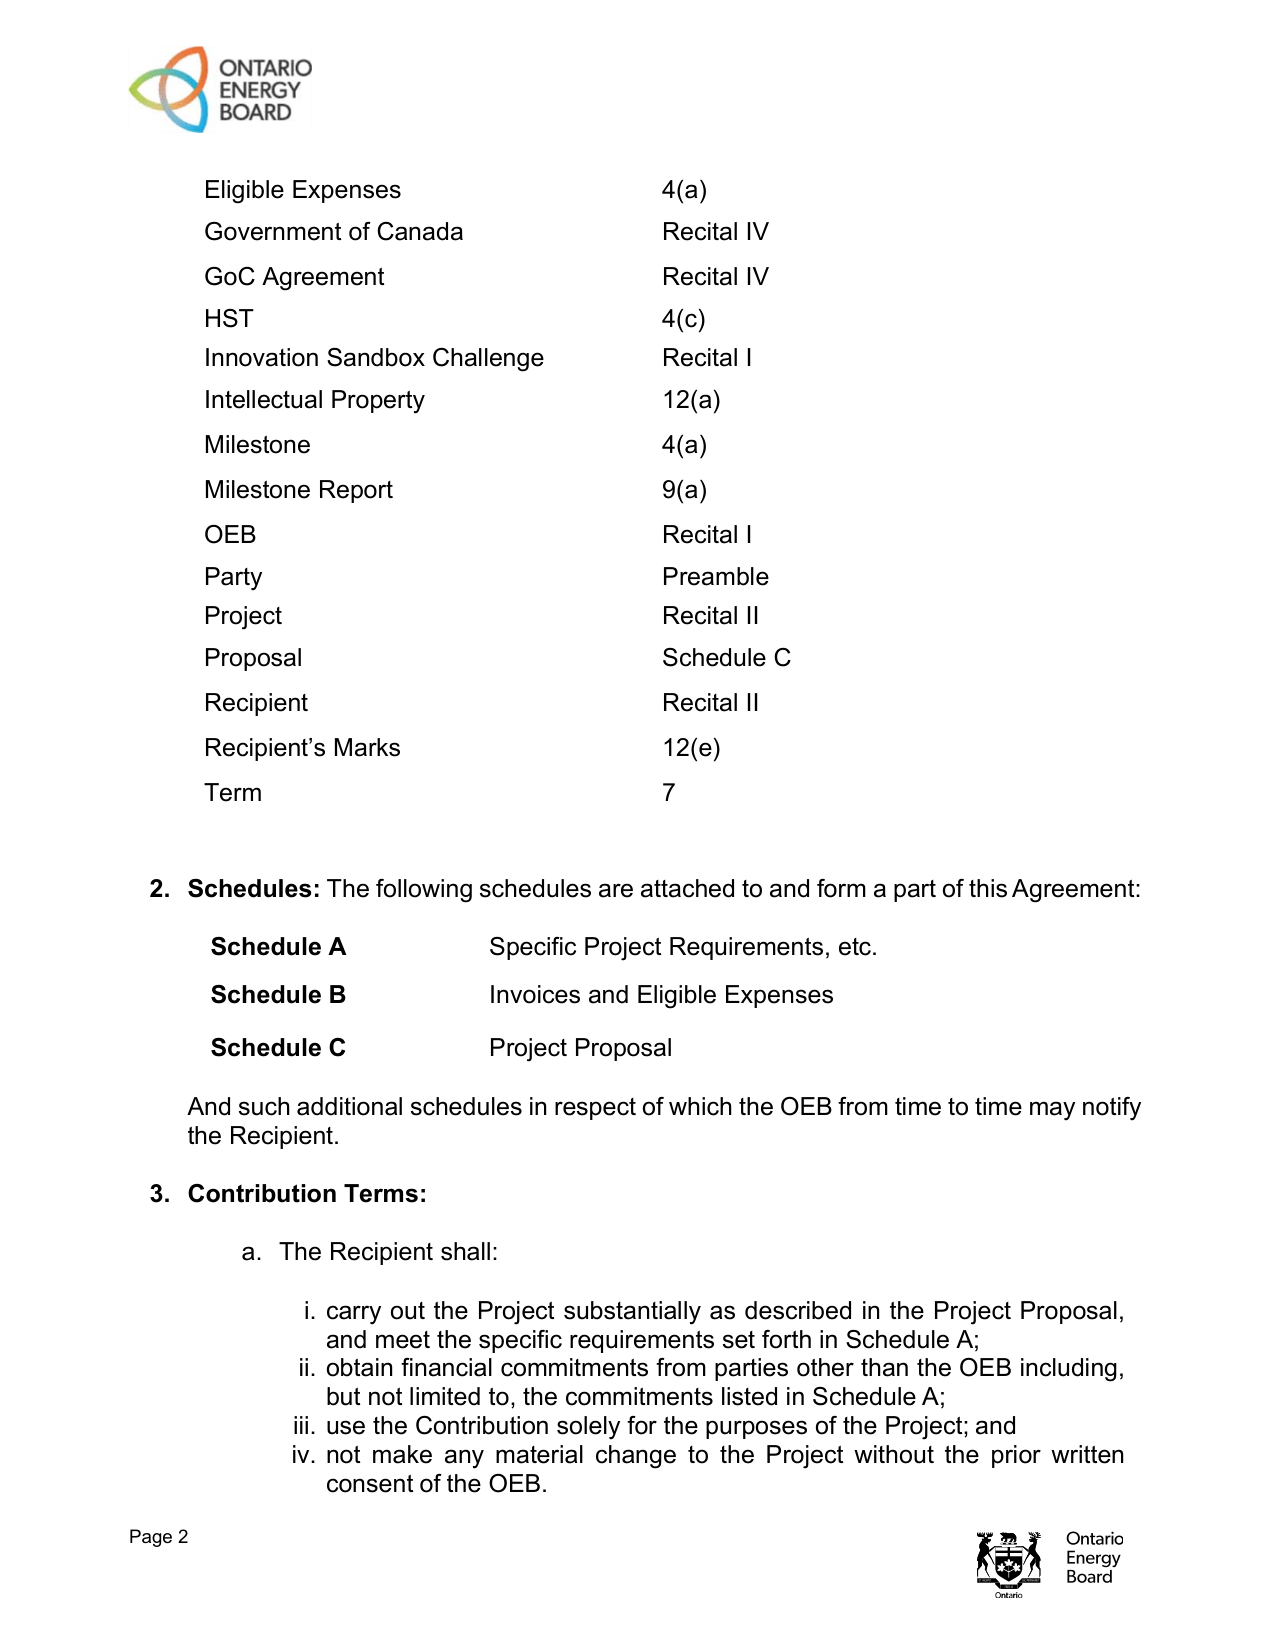 ONTARIO
ENERGY
BOARD
Eligible Expenses 4(a)
Government of Canada Recital IV
GoC Agreement Recital IV
HST 4(c)
Innovation Sandbox Challenge Recital I
Intellectual Property 12(a)
Milestone 4(a)
Milestone Report 9(a)
OEB Recital I
Party Preamble
Project Recital II
Proposal Schedule C
Recipient Recital II
Recipient’s Marks 12(e)
Term 7
2. Schedules: The following schedules are attached to and form a part of this Agreement:
Schedule A Specific Project Requirements, etc.
Schedule B Invoices and Eligible Expenses
Schedule C Project Proposal
And such additional schedules in respect of which the OEB from time to time may notify
the Recipient.
3. Contribution Terms:
a. The Recipient shall:
i. carry out the Project substantially as described in the Project Proposal,
and meet the specific requirements set forth in Schedule A;
ii. obtain financial commitments from parties other than the OEB including,
but not limited to, the commitments listed in Schedule A;
iii. use the Contribution solely for the purposes of the Project; and
iv. not make any material change to the Project without the prior written
consent of the OEB.
Page 2
Ontario
Energy
Board
Ontario